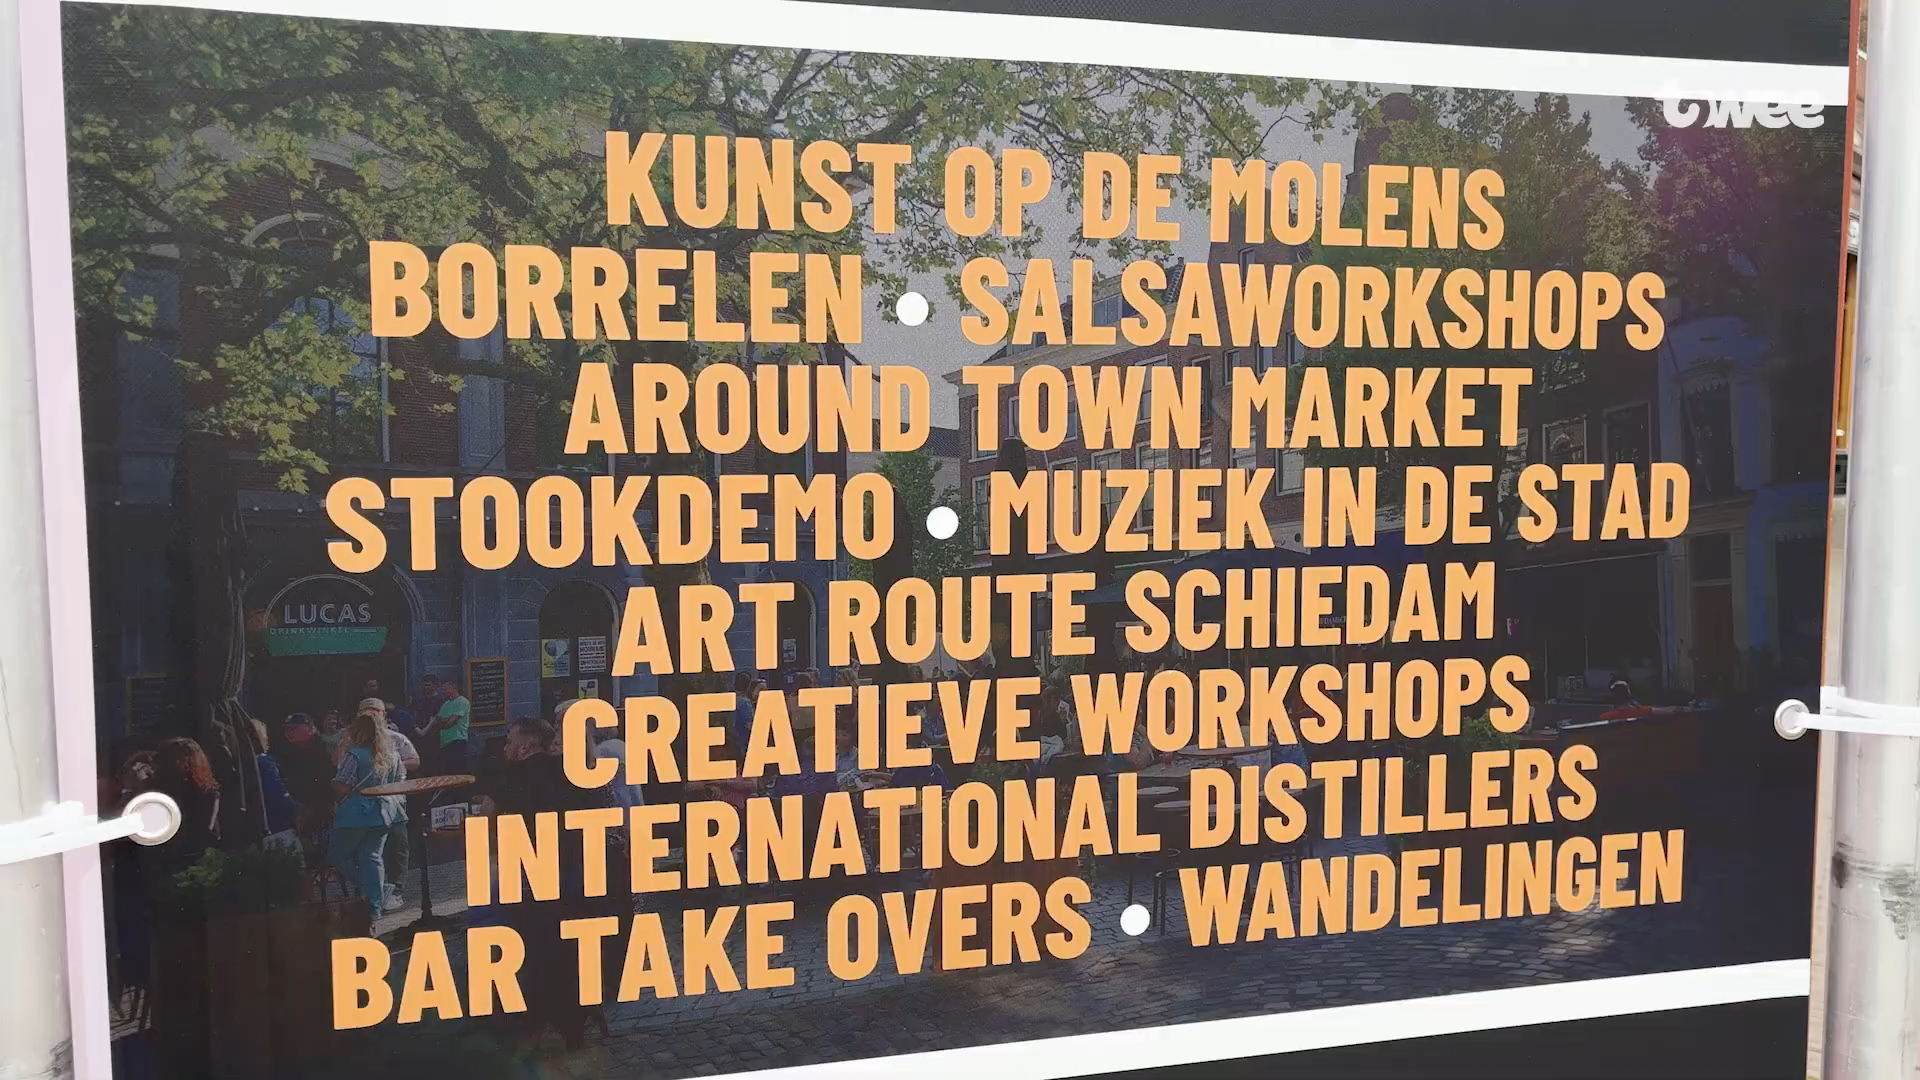 twee
KUNST OP DE MOLENS
BORRELEN • SALSAWORKSHOPS
AROUND TOWN MARKET
STOOKDEMO • MUZIEK IN DE STAD
ART ROUTE SCHIEDAM
CREATIEVE WORKSHOPS
INTERNATIONAL DISTILLERS
BAR TAKE OVERS • WANDELINGEN
LUCAS
DRINKWINKEL